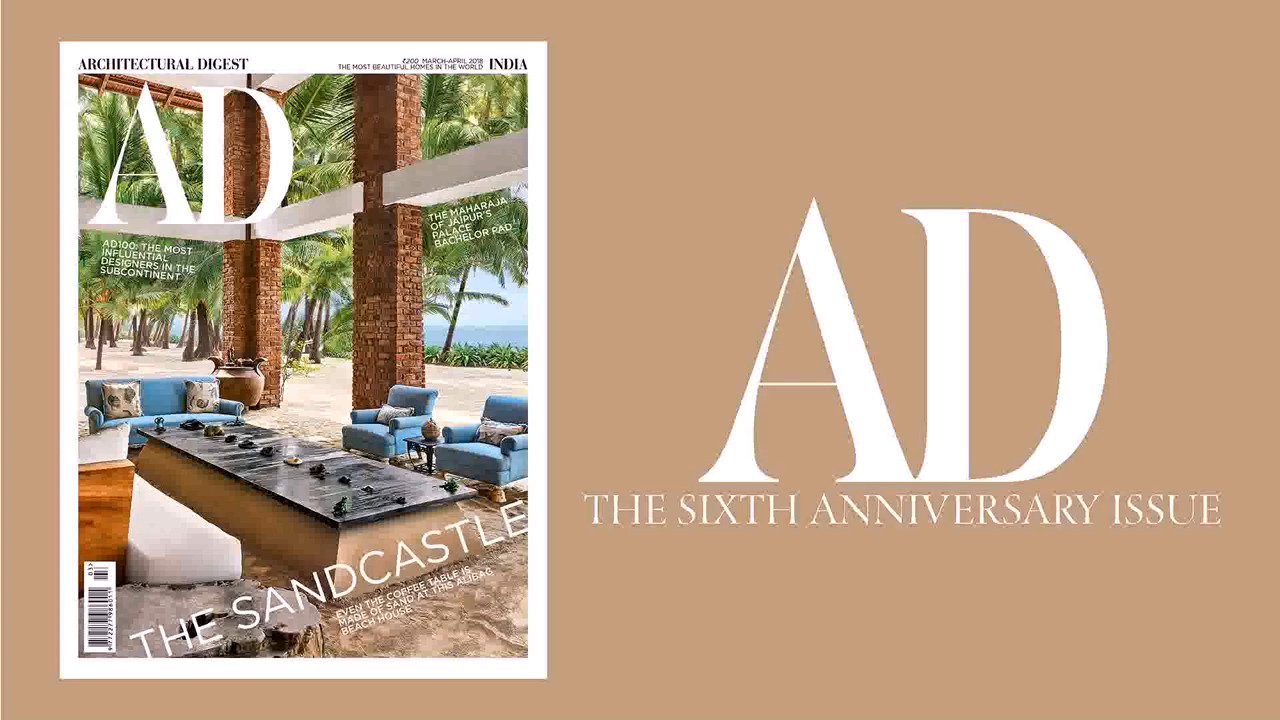 ARCHITECTURAL DIGEST
₹200 MARCH-APRIL 2018
THE MOST BEAUTIFUL HOMES IN THE WORLD INDIA
AD
AD100: THE MOST
INFLUENTIAL
DESIGNERS IN THE
SUBCONTINENT
THE MAHARAJA
OF JAIPUR'S
PALACE
BACHELOR PAD
THE SANDCASTLE
EVEN THE COFFEE TABLE IS
MADE OF SAND AT THIS ALIBAG
BEACH HOUSE
AD
THE SIXTH ANNIVERSARY ISSUE